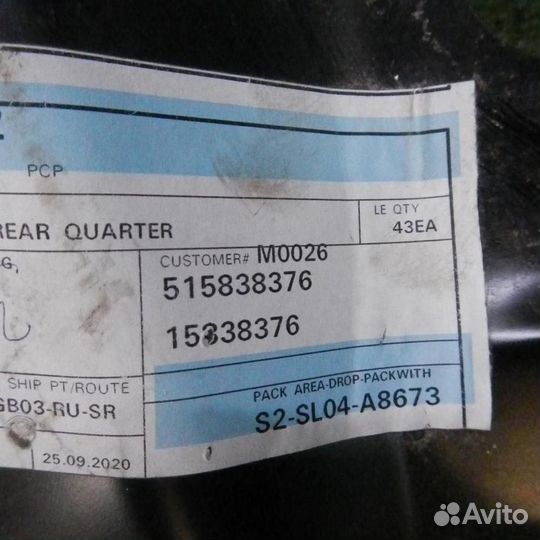 PCP
REAR QUARTER
LE QTY
43EA
CUSTOMER# M0026
515838376
15838376
SHIP PT/ROUTE
GB03-RU-SR
PACK AREA-DROP-PACKWITH
S2-SL04-A8673
25.09.2020
Avito